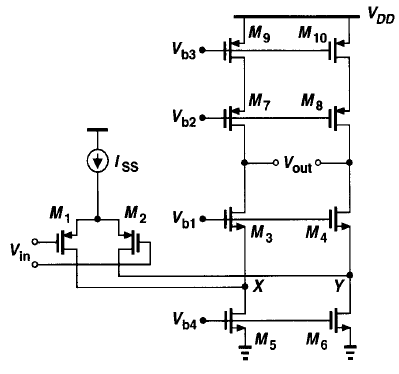 V_DD
M_9 M_10
V_b3
M_7 M_8
V_b2
I_SS
V_out
M_1 M_2
V_b1
M_3 M_4
V_in
X Y
V_b4
M_5 M_6